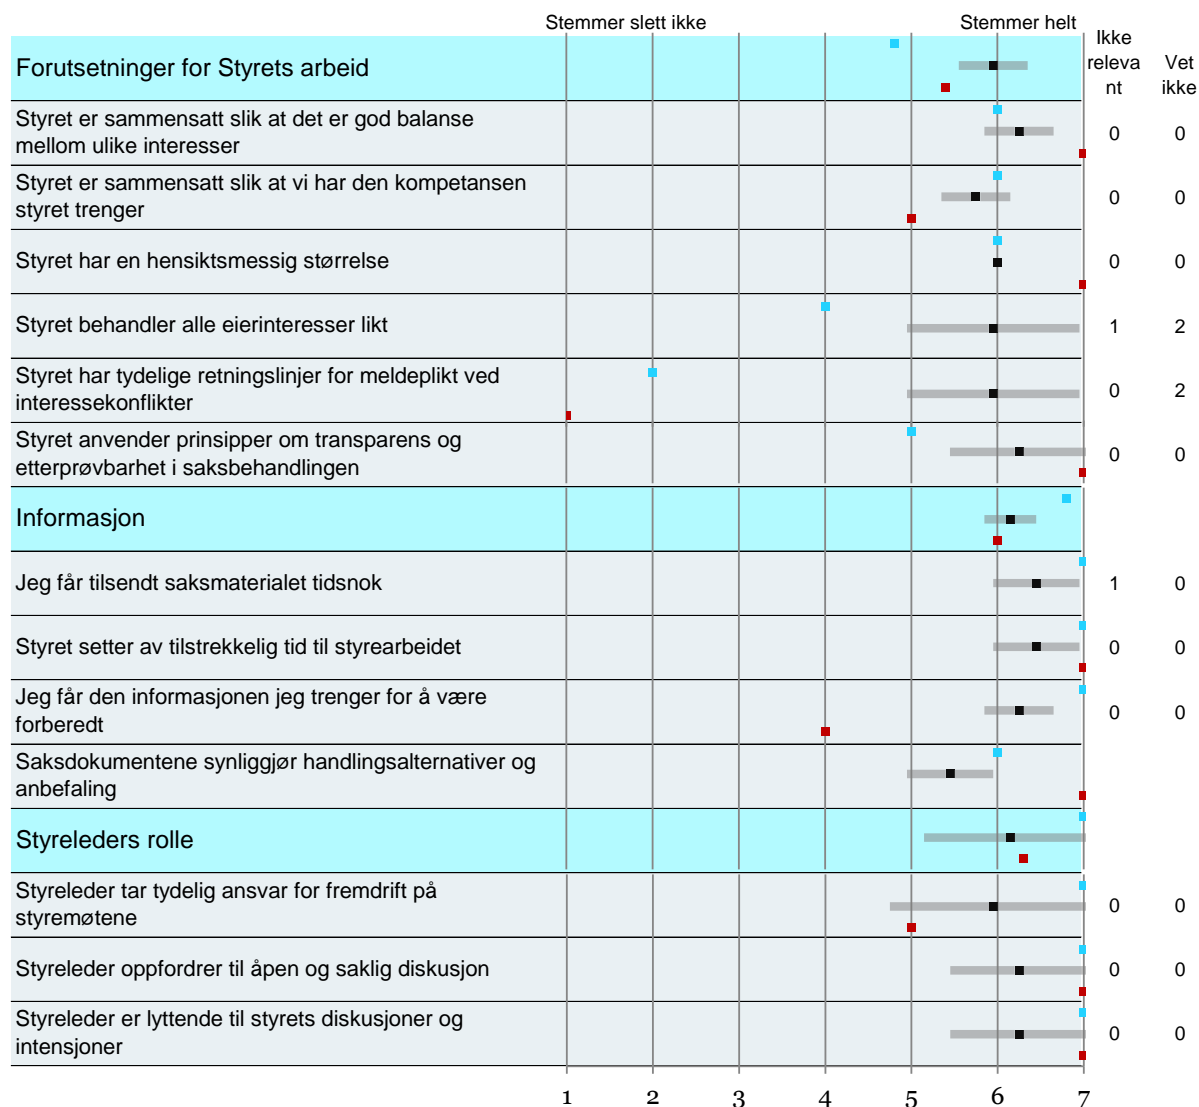 Stemmer slett ikke
Stemmer helt
Ikke
releva
nt
Vet
ikke
Forutsetninger for Styrets arbeid
Styret er sammensatt slik at det er god balanse
mellom ulike interesser
0
0
Styret er sammensatt slik at vi har den kompetansen
styret trenger
0
0
Styret har en hensiktsmessig størrelse
0
0
Styret behandler alle eierinteresser likt
1
2
Styret har tydelige retningslinjer for meldeplikt ved
interessekonflikter
0
2
Styret anvender prinsipper om transparens og
etterprøvbarhet i saksbehandlingen
0
0
Informasjon
Jeg får tilsendt saksmaterialet tidsnok
1
0
Styret setter av tilstrekkelig tid til styrearbeidet
0
0
Jeg får den informasjonen jeg trenger for å være
forberedt
0
0
Saksdokumentene synliggjør handlingsalternativer og
anbefaling
0
0
Styreleders rolle
Styreleder tar tydelig ansvar for fremdrift på
styremøtene
0
0
Styreleder oppfordrer til åpen og saklig diskusjon
0
0
Styreleder er lyttende til styrets diskusjoner og
intensjoner
0
0
1 2 3 4 5 6 7